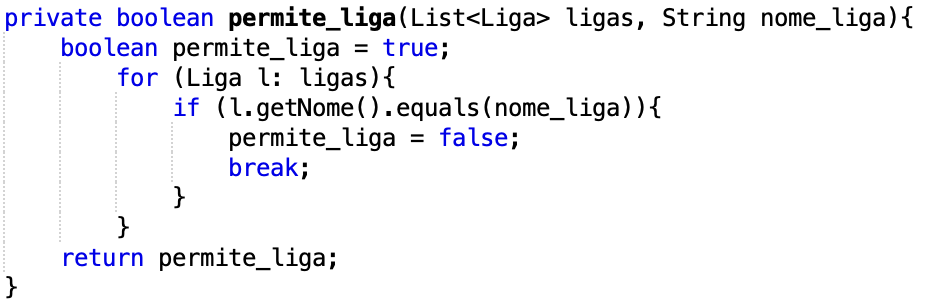 private boolean permite_liga(List<Liga> ligas, String nome_liga){
    boolean permite_liga = true;
        for (Liga l: ligas){
            if (l.getNome().equals(nome_liga)){
                permite_liga = false;
                break;
            }
        }
    return permite_liga;
}